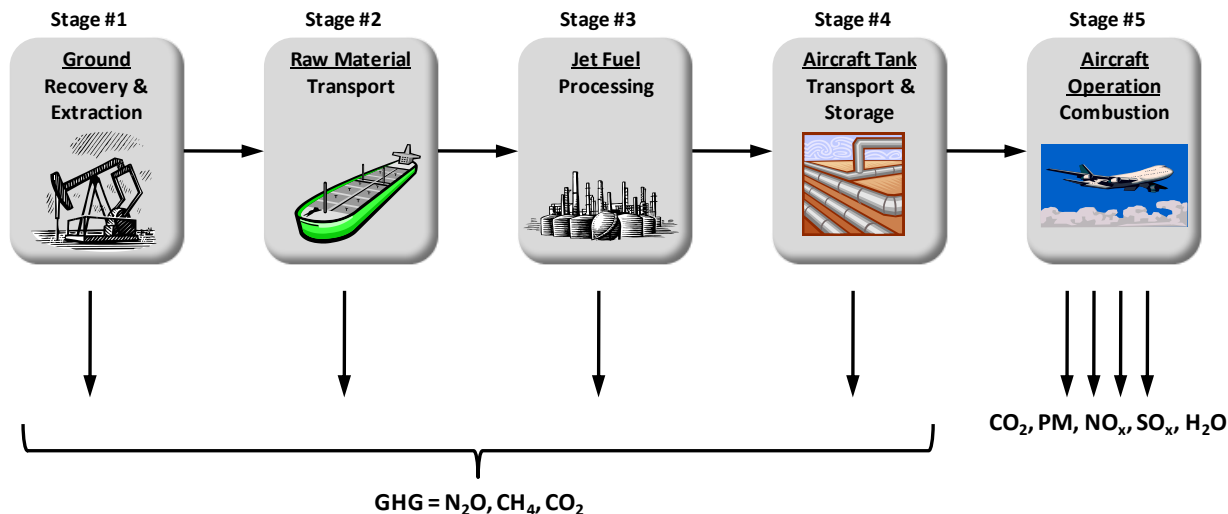 Stage #1
Stage #2
Stage #3
Stage #4
Stage #5
Ground
Recovery &
Extraction
Raw Material
Transport
Jet Fuel
Processing
Aircraft Tank
Transport &
Storage
Aircraft
Operation
Combustion
CO₂, PM, NOₓ, SOₓ, H₂O
GHG = N₂O, CH₄, CO₂